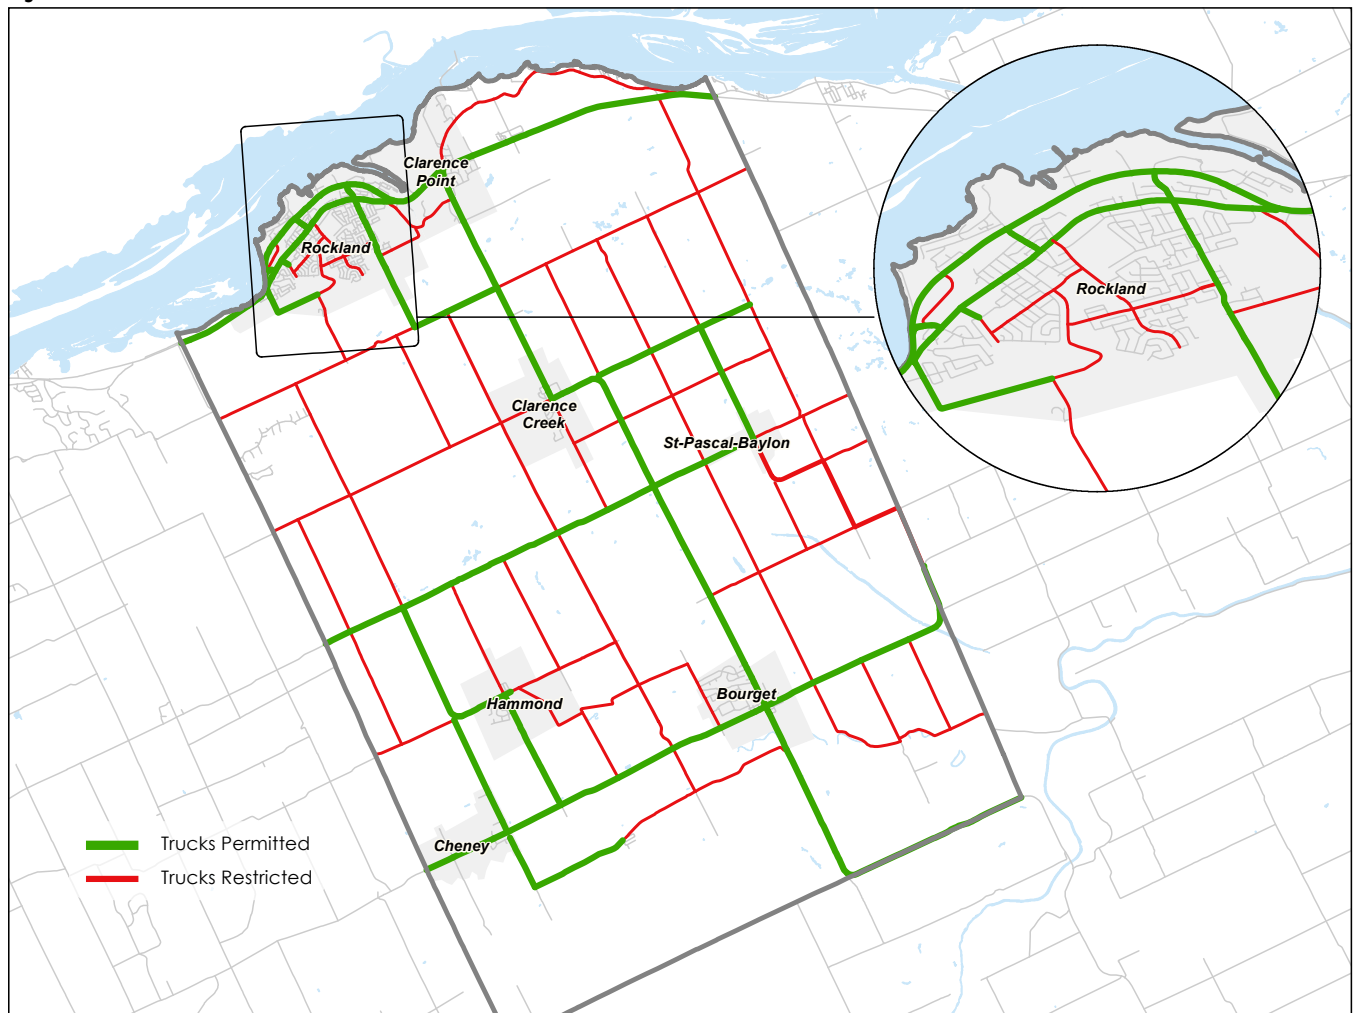 Clarence
Point
Rockland
Rockland
Clarence
Creek
St-Pascal-Baylon
Hammond
Bourget
Cheney
Trucks Permitted
Trucks Restricted